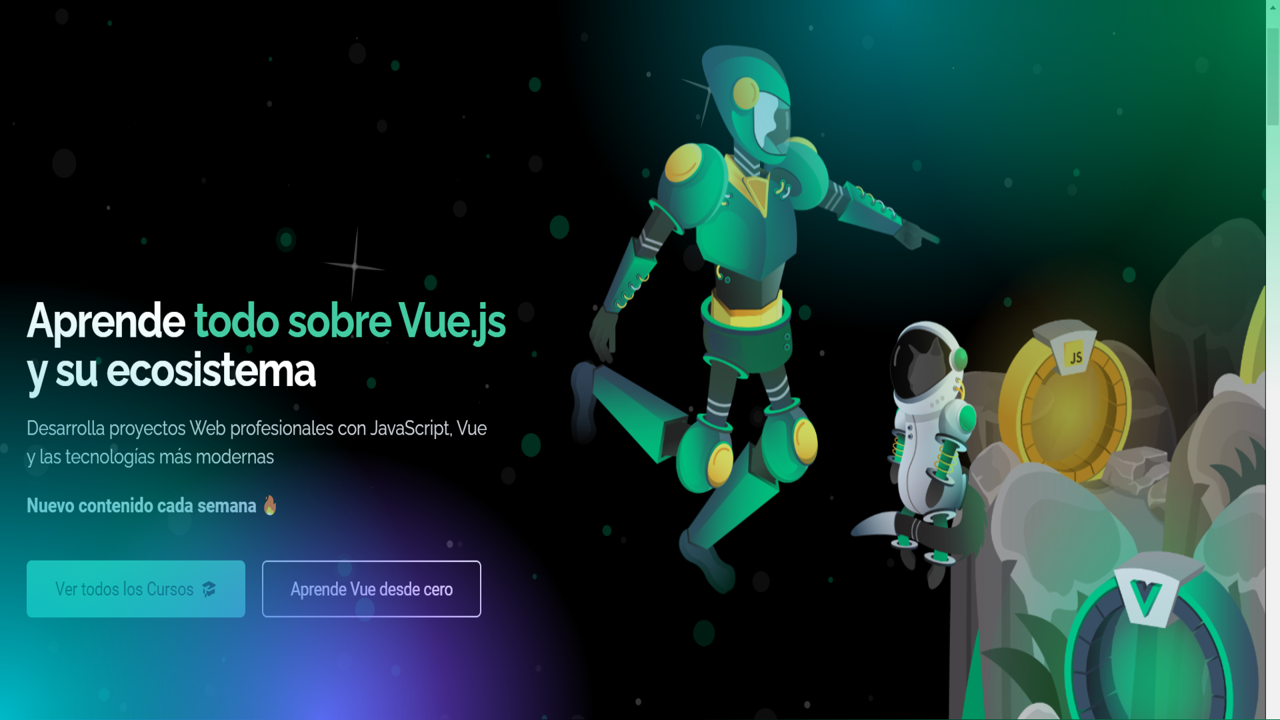 Aprende todo sobre Vue.js
y su ecosistema
Desarrolla proyectos Web profesionales con JavaScript, Vue
y las tecnologías más modernas
Nuevo contenido cada semana 🔥
Ver todos los Cursos
Aprende Vue desde cero
JS